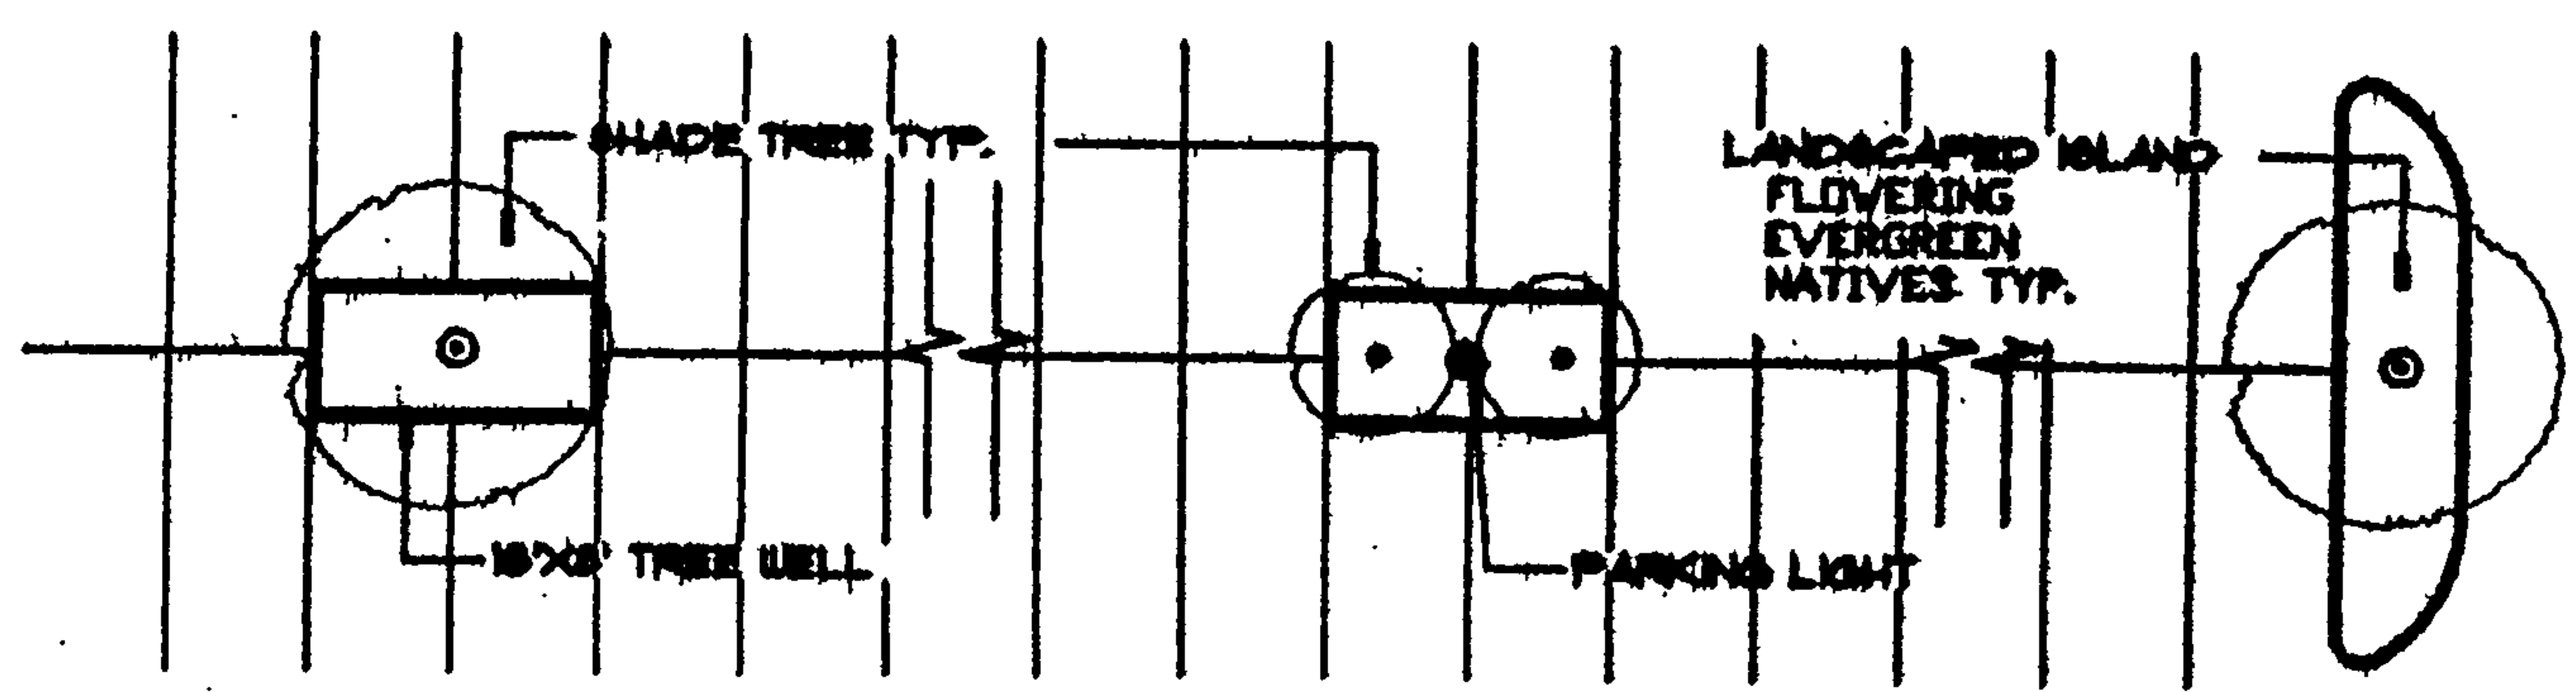 SHADE TREE TYP.
LANDSCAPED ISLAND
FLOWERING
EVERGREEN
NATIVES TYP.
TREE WELL
PARKING LIGHT